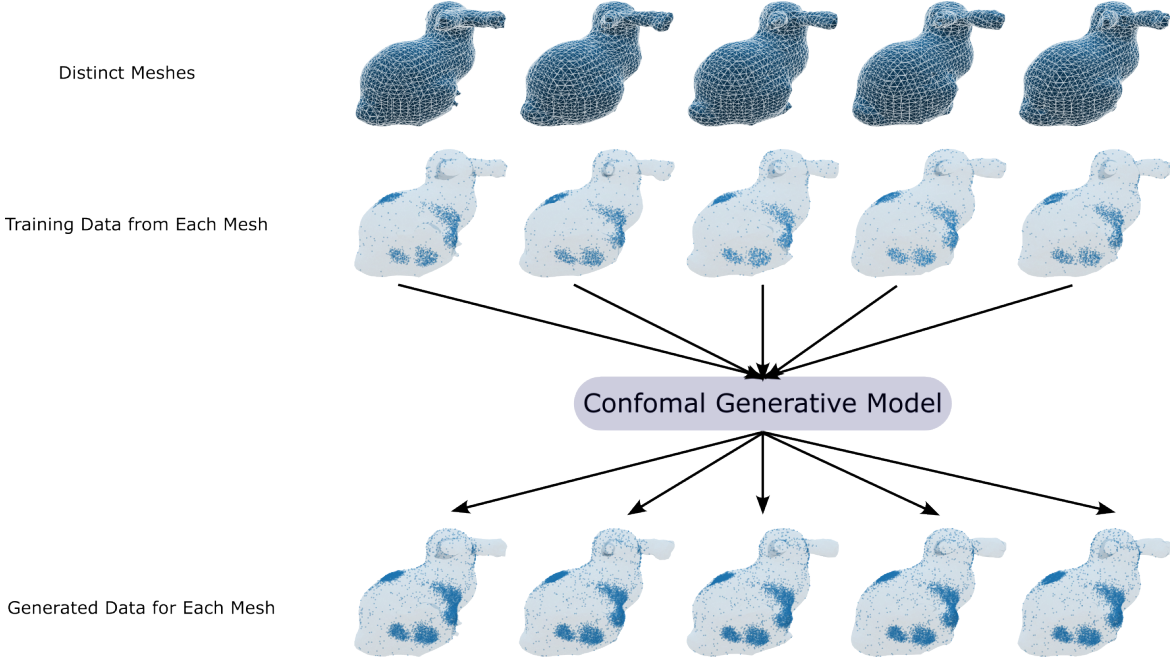 Distinct Meshes
Training Data from Each Mesh
Confomal Generative Model
Generated Data for Each Mesh